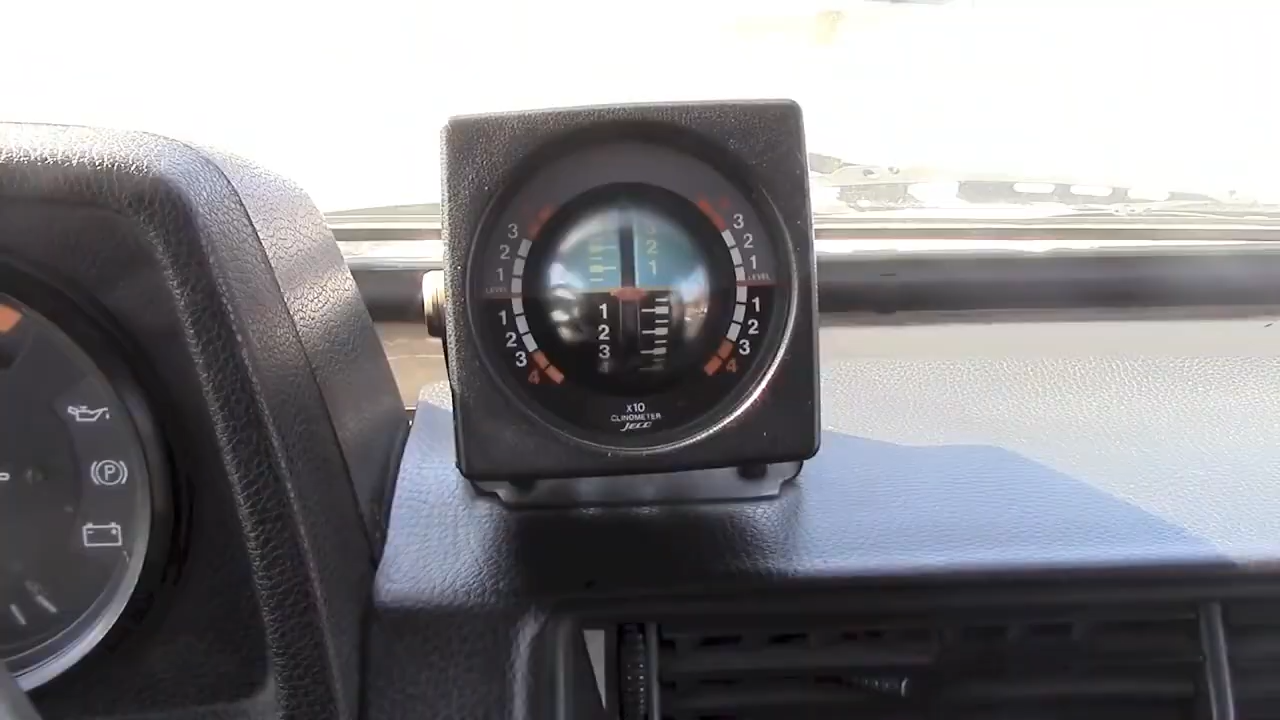 3 3
2 3 2
1 2 1
LEVEL 1 LEVEL
1 1 1
2 2 2
3 3 3
4 4
X10
CLINOMETER
JECO
P